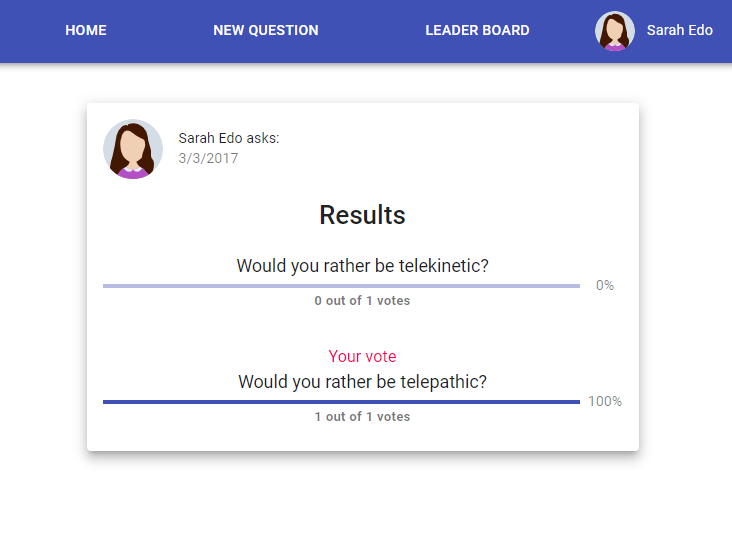 HOME NEW QUESTION LEADER BOARD Sarah Edo
Sarah Edo asks:
3/3/2017
Results
Would you rather be telekinetic?
0%
0 out of 1 votes
Your vote
Would you rather be telepathic?
100%
1 out of 1 votes